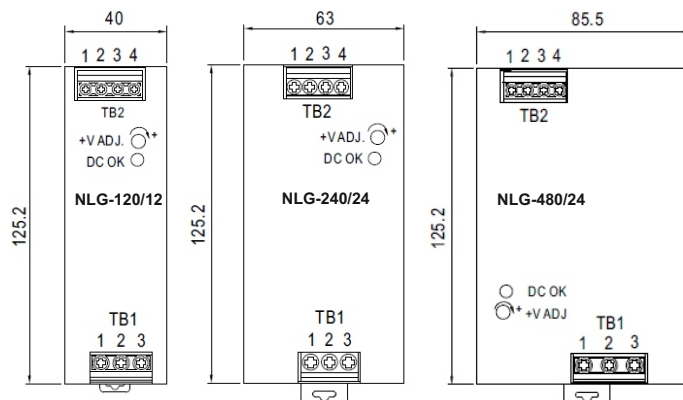 40
125.2
1 2 3 4
TB2
+V ADJ. +
DC OK
NLG-120/12
TB1
1 2 3
63
125.2
1 2 3 4
TB2
+V ADJ. +
DC OK
NLG-240/24
TB1
1 2 3
85.5
125.2
1 2 3 4
TB2
NLG-480/24
DC OK
+ +V ADJ
TB1
1 2 3